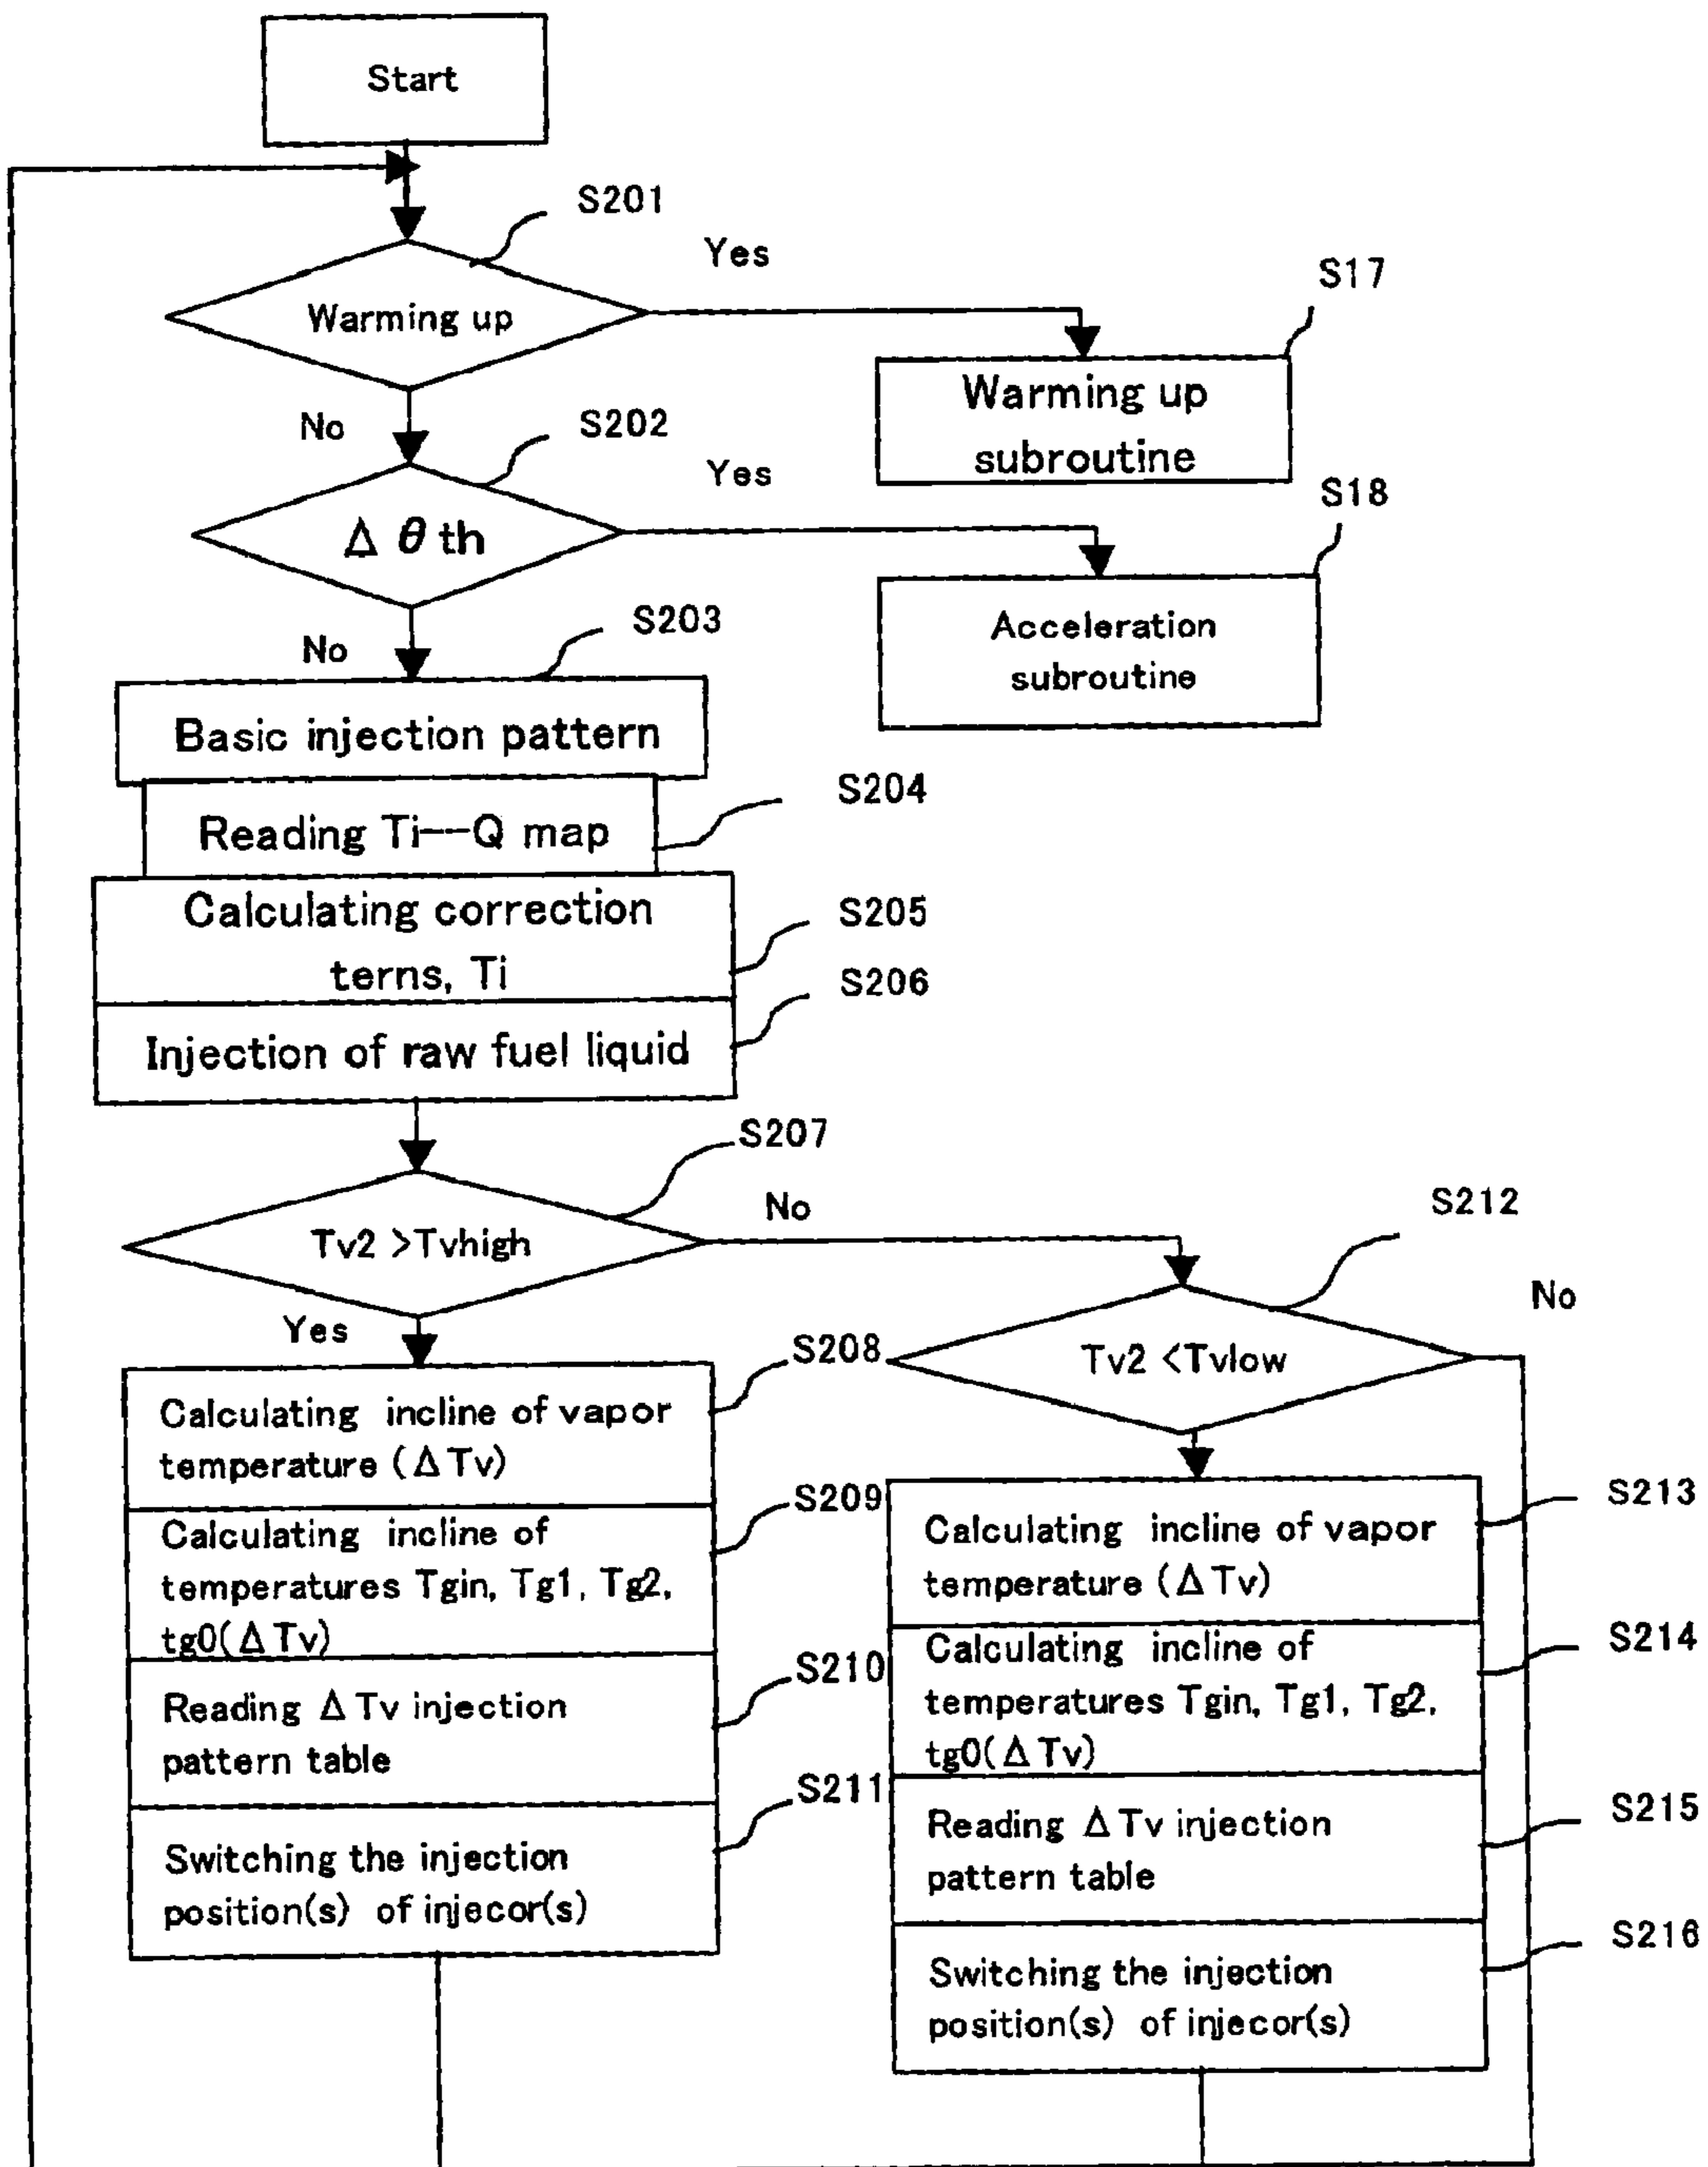 Start
S201
Yes
Warming up
S17
Warming up
subroutine
No
S202
Yes
Δ θ th
S18
Acceleration
subroutine
No
S203
Basic injection pattern
S204
Reading Ti--Q map
S205
Calculating correction
terns, Ti
S206
Injection of raw fuel liquid
S207
No
Tv2 >Tvhigh
Yes
S212
No
Tv2 <Tvlow
S208
Calculating incline of vapor
temperature (ΔTv)
S209
Calculating incline of
temperatures Tgin, Tg1, Tg2,
tg0(ΔTv)
S210
Reading ΔTv injection
pattern table
S211
Switching the injection
position(s) of injecor(s)
S213
Calculating incline of vapor
temperature (ΔTv)
S214
Calculating incline of
temperatures Tgin, Tg1, Tg2,
tg0(ΔTv)
S215
Reading ΔTv injection
pattern table
S216
Switching the injection
position(s) of injecor(s)